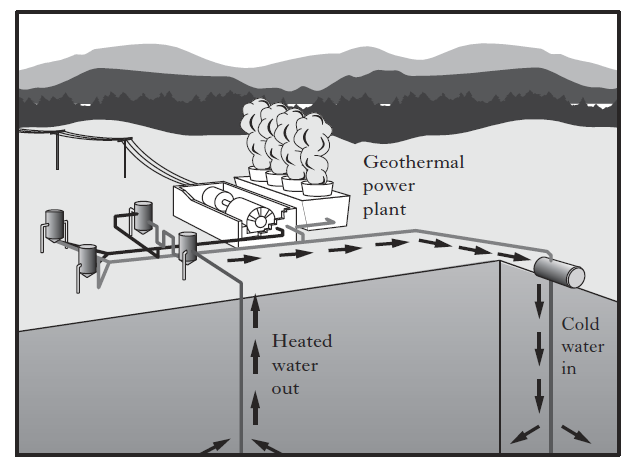 Geothermal
power
plant
Heated
water
out
Cold
water
in